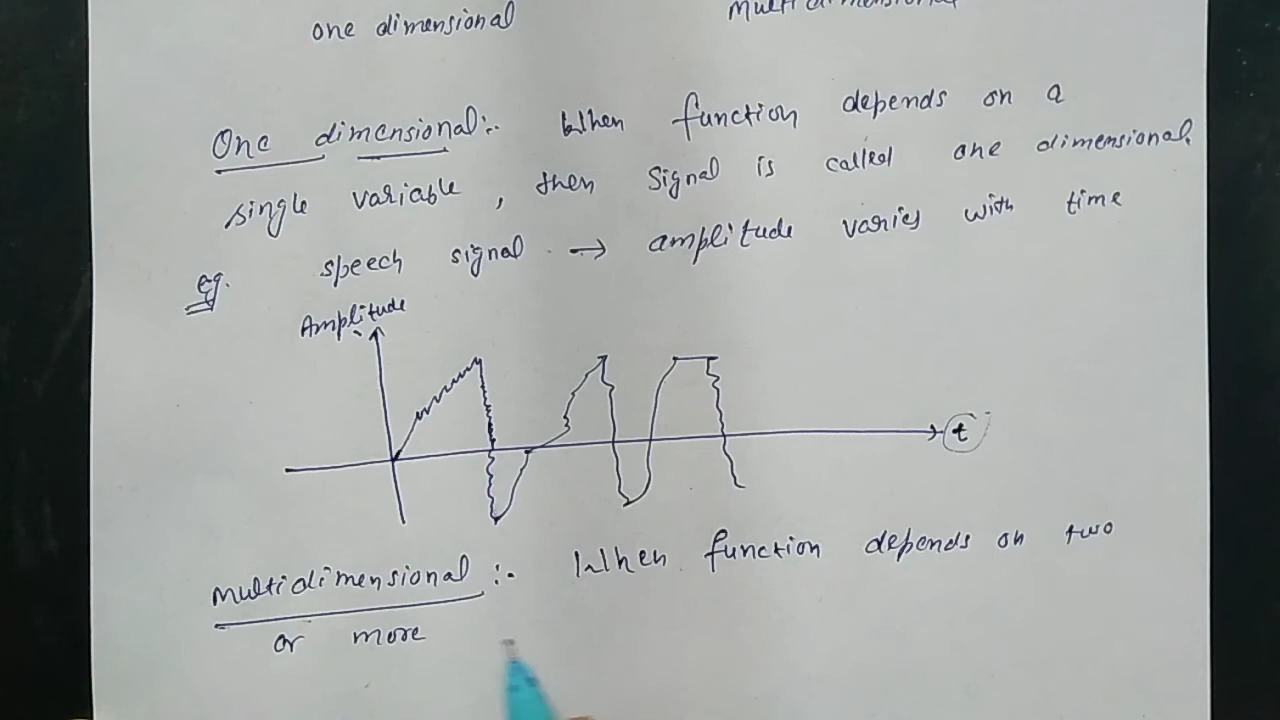 one dimensional
Multidimensional
One dimensional:- When function depends on a
single variable, then signal is called one dimensional.
eg. speech signal → amplitude varies with time
Amplitude
t
Multidimensional :- When function depends on two
or more